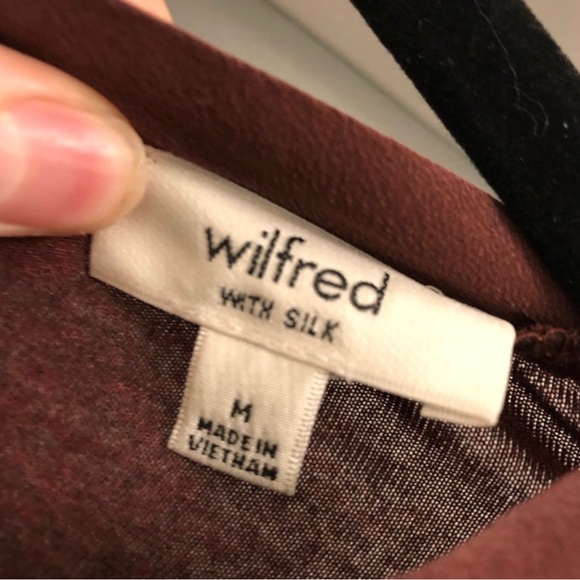 wilfred
WITH SILK
M
MADE IN
VIETNAM